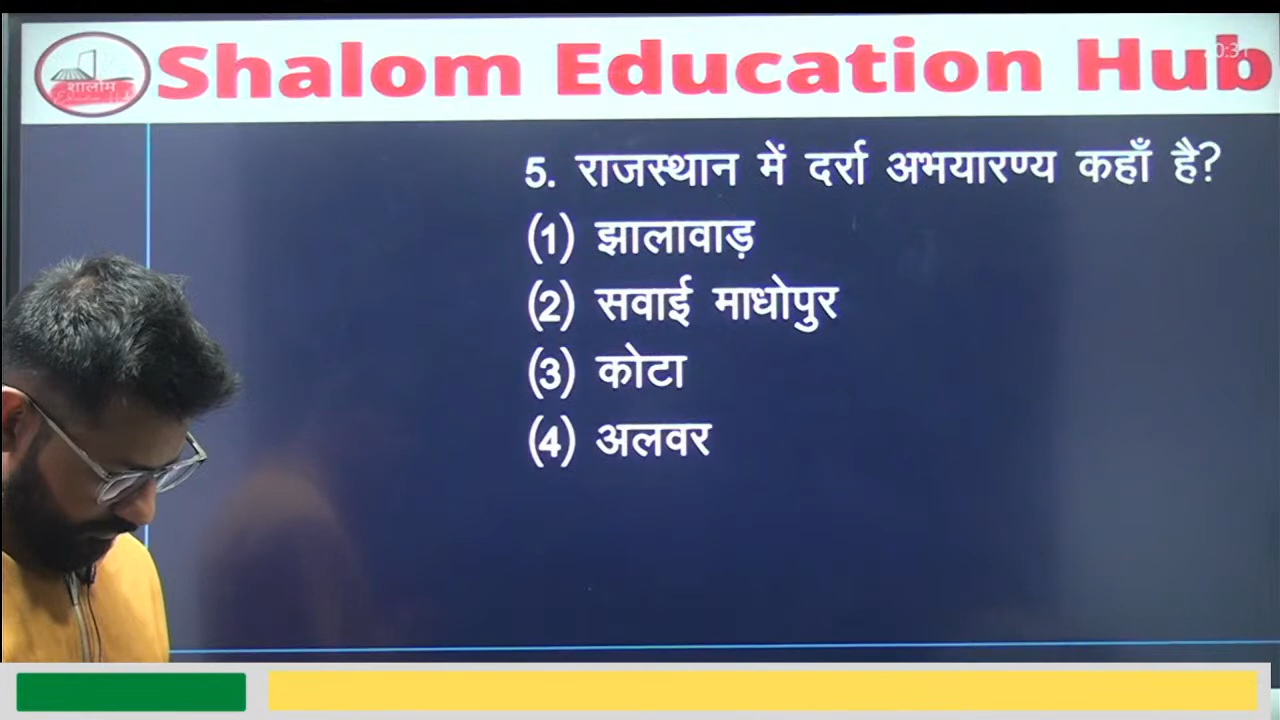 शालोम
Shalom Education Hub
5. राजस्थान में दर्रा अभयारण्य कहाँ है?
(1) झालावाड़
(2) सवाई माधोपुर
(3) कोटा
(4) अलवर